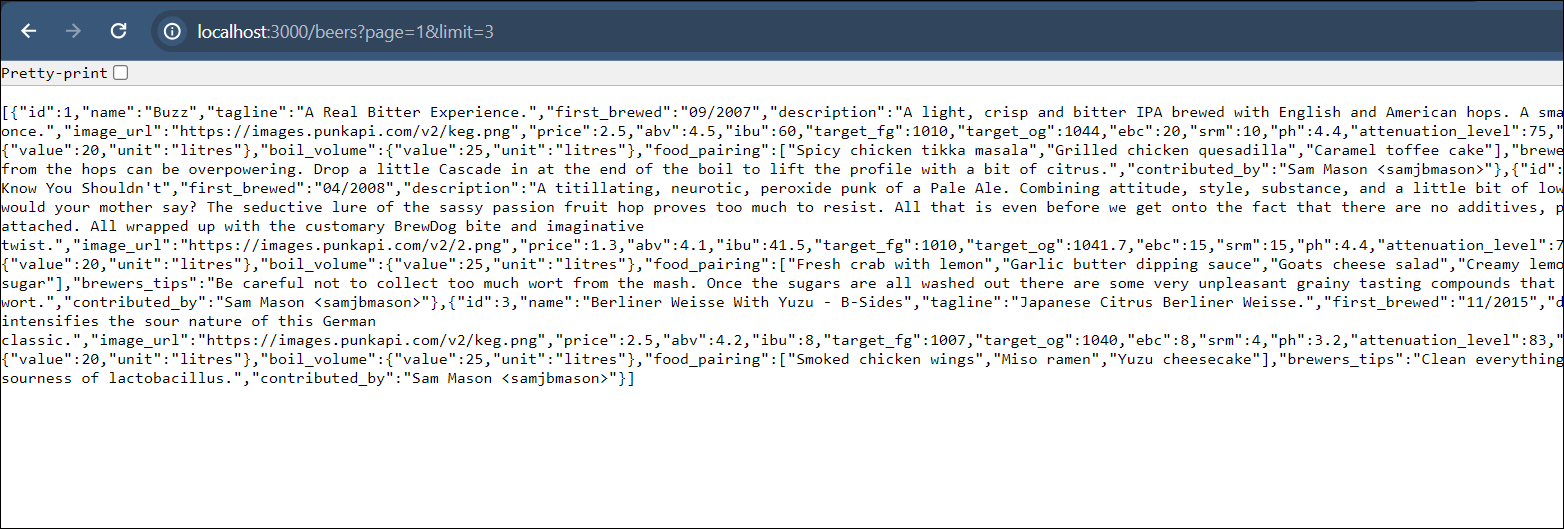 localhost:3000/beers?page=1&limit=3
Pretty-print
[{"id":1,"name":"Buzz","tagline":"A Real Bitter Experience.","first_brewed":"09/2007","description":"A light, crisp and bitter IPA brewed with English and American hops. A sma
once.","image_url":"https://images.punkapi.com/v2/keg.png","price":2.5,"abv":4.5,"ibu":60,"target_fg":1010,"target_og":1044,"ebc":20,"srm":10,"ph":4.4,"attenuation_level":75,"
{"value":20,"unit":"litres"},"boil_volume":{"value":25,"unit":"litres"},"food_pairing":["Spicy chicken tikka masala","Grilled chicken quesadilla","Caramel toffee cake"],"brewe
from the hops can be overpowering. Drop a little Cascade in at the end of the boil to lift the profile with a bit of citrus.","contributed_by":"Sam Mason <samjbmason>"},{"id":
Know You Shouldn't","first_brewed":"04/2008","description":"A titillating, neurotic, peroxide punk of a Pale Ale. Combining attitude, style, substance, and a little bit of low
would your mother say? The seductive lure of the sassy passion fruit hop proves too much to resist. All that is even before we get onto the fact that there are no additives, p
attached. All wrapped up with the customary BrewDog bite and imaginative
twist.","image_url":"https://images.punkapi.com/v2/2.png","price":1.3,"abv":4.1,"ibu":41.5,"target_fg":1010,"target_og":1041.7,"ebc":15,"srm":15,"ph":4.4,"attenuation_level":7
{"value":20,"unit":"litres"},"boil_volume":{"value":25,"unit":"litres"},"food_pairing":["Fresh crab with lemon","Garlic butter dipping sauce","Goats cheese salad","Creamy lemo
sugar"],"brewers_tips":"Be careful not to collect too much wort from the mash. Once the sugars are all washed out there are some very unpleasant grainy tasting compounds that
wort.","contributed_by":"Sam Mason <samjbmason>"},{"id":3,"name":"Berliner Weisse With Yuzu - B-Sides","tagline":"Japanese Citrus Berliner Weisse.","first_brewed":"11/2015","d
intensifies the sour nature of this German
classic.","image_url":"https://images.punkapi.com/v2/keg.png","price":2.5,"abv":4.2,"ibu":8,"target_fg":1007,"target_og":1040,"ebc":8,"srm":4,"ph":3.2,"attenuation_level":83,"
{"value":20,"unit":"litres"},"boil_volume":{"value":25,"unit":"litres"},"food_pairing":["Smoked chicken wings","Miso ramen","Yuzu cheesecake"],"brewers_tips":"Clean everything
sourness of lactobacillus.","contributed_by":"Sam Mason <samjbmason>"}]